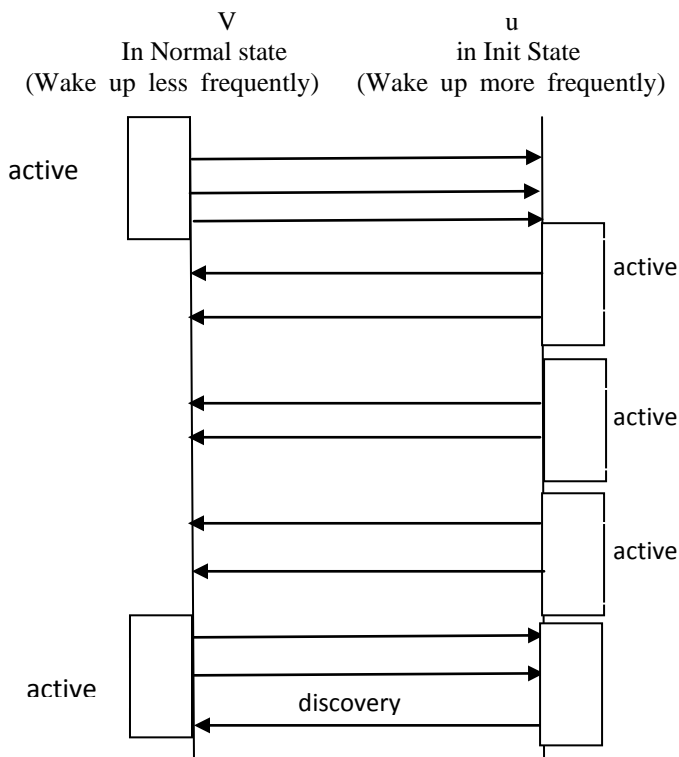 V u
In Normal state in Init State
(Wake up less frequently) (Wake up more frequently)
active
active
active
active
active
discovery